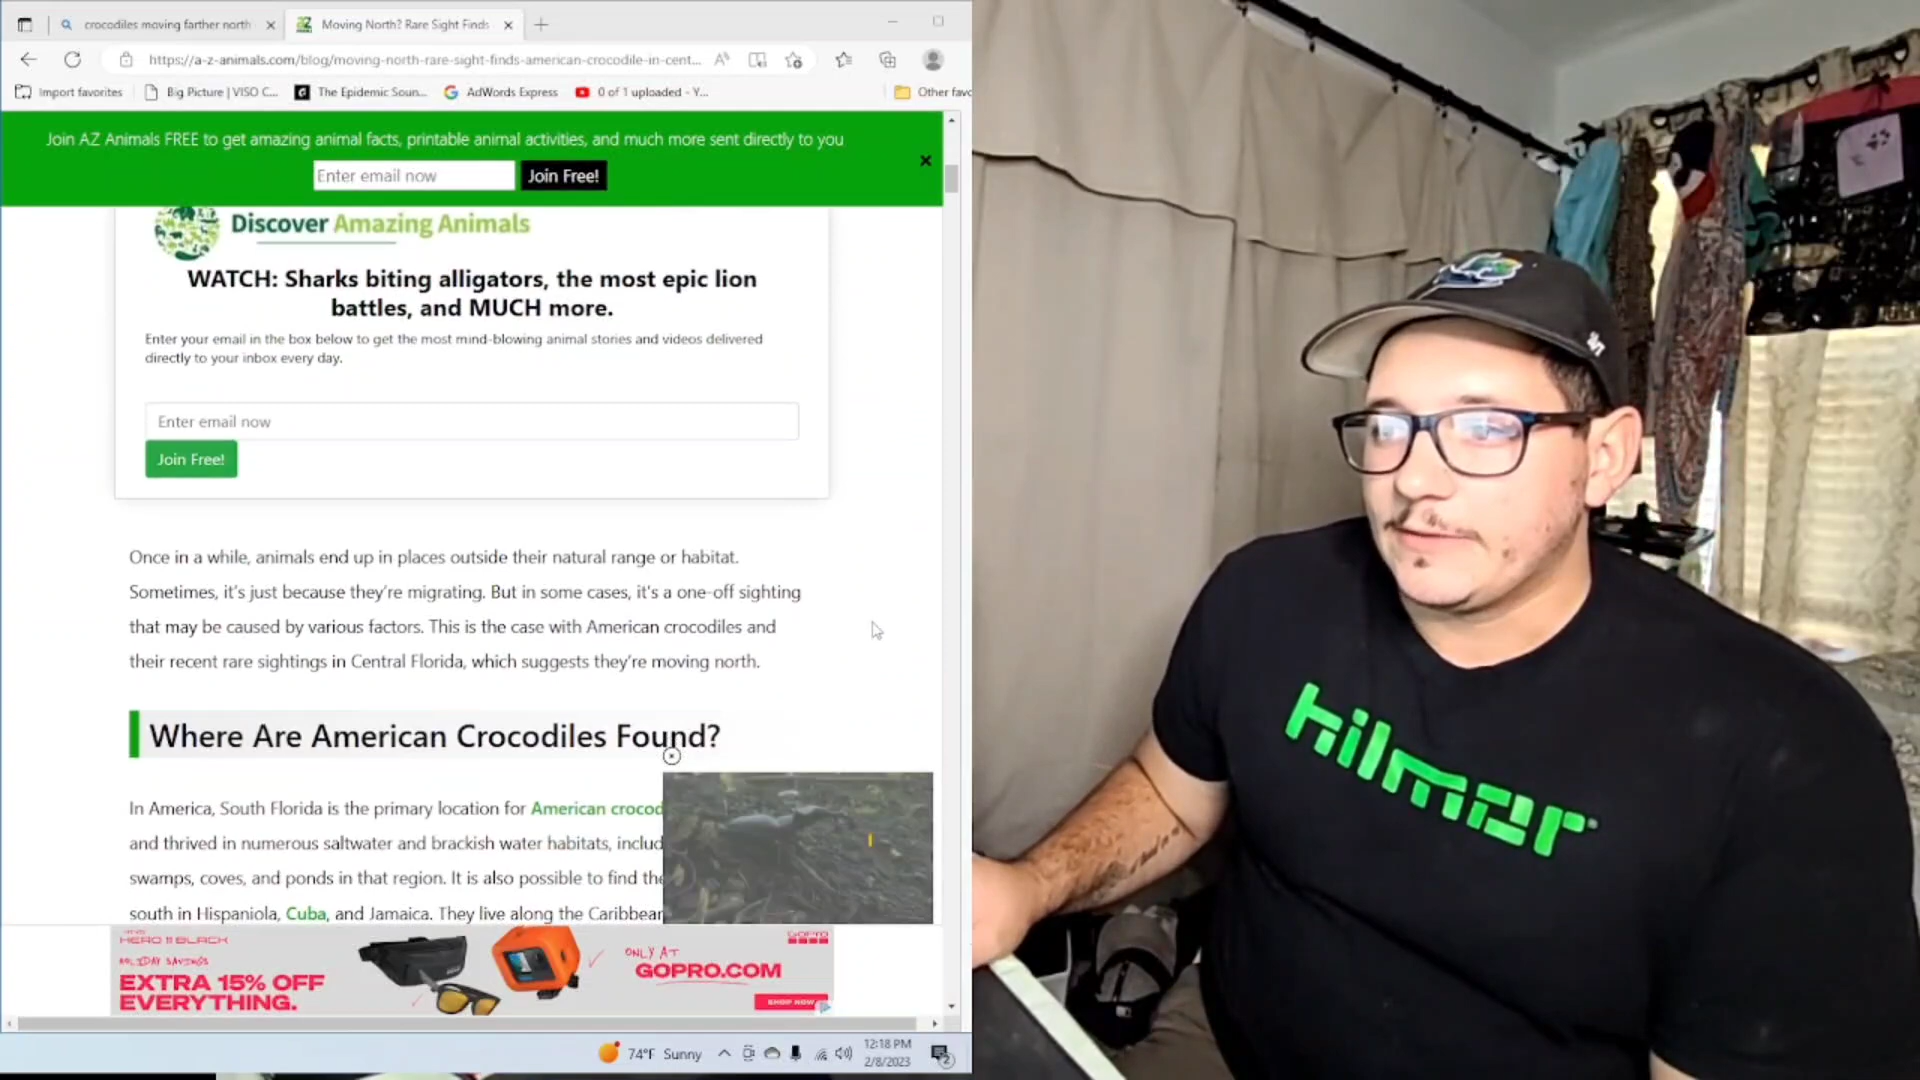 crocodiles moving farther north
Moving North? Rare Sight Finds
https://a-z-animals.com/blog/moving-north-rare-sight-finds-american-crocodile-in-cent...
Import favorites
Big Picture | VISO C...
The Epidemic Soun...
AdWords Express
0 of 1 uploaded - Y...
Other favo
Join AZ Animals FREE to get amazing animal facts, printable animal activities, and much more sent directly to you
Enter email now
Join Free!
Discover Amazing Animals
WATCH: Sharks biting alligators, the most epic lion
battles, and MUCH more.
Enter your email in the box below to get the most mind-blowing animal stories and videos delivered
directly to your inbox every day.
Enter email now
Join Free!
Once in a while, animals end up in places outside their natural range or habitat.
Sometimes, it's just because they're migrating. But in some cases, it's a one-off sighting
that may be caused by various factors. This is the case with American crocodiles and
their recent rare sightings in Central Florida, which suggests they're moving north.
Where Are American Crocodiles Found?
In America, South Florida is the primary location for American crocod
and thrived in numerous saltwater and brackish water habitats, includ
swamps, coves, and ponds in that region. It is also possible to find the
south in Hispaniola, Cuba, and Jamaica. They live along the Caribbean
HERO 11 BLACK
HOLIDAY SAVINGS
EXTRA 15% OFF
EVERYTHING.
ONLY AT
GOPRO.COM
GOPRO
SHOP NOW
74°F Sunny
12:18 PM
2/8/2023
2
hilmar
47